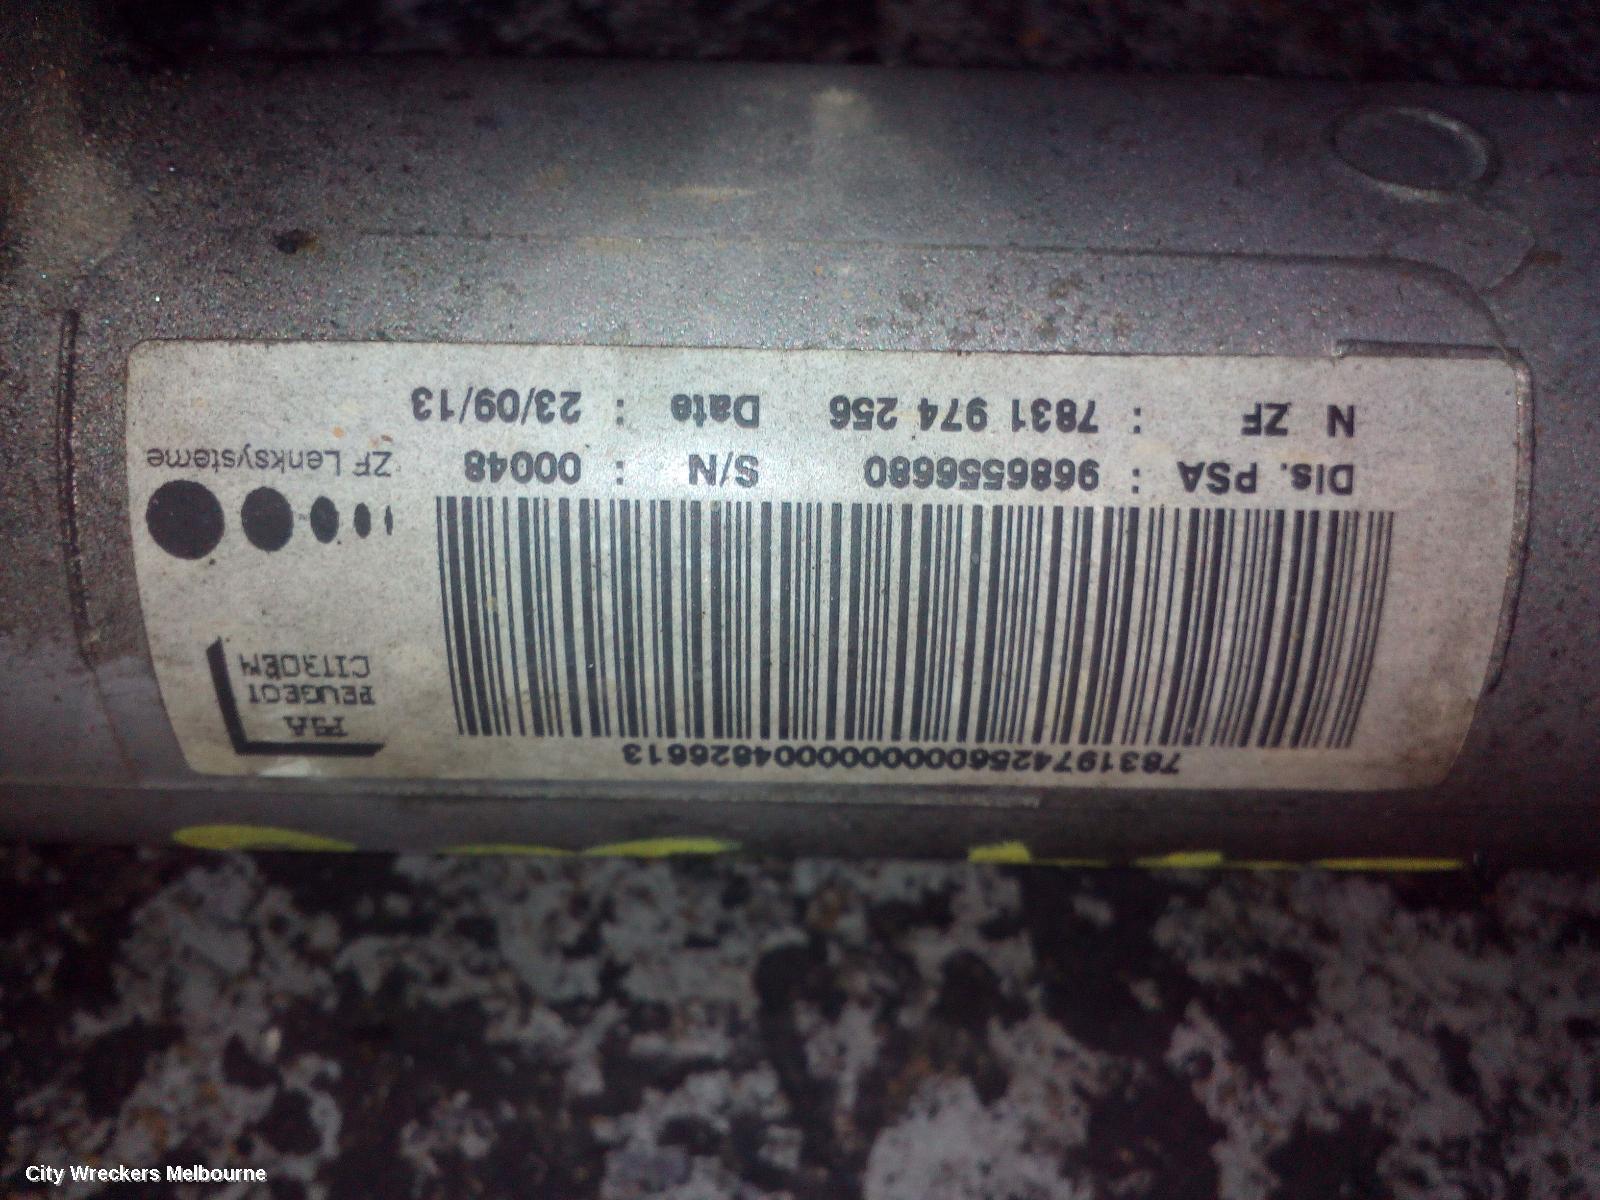 7831974256000000004826613
PSA
PEUGEOT
CITROËN
Dis. PSA : 9686556680 S/N : 00048
N ZF : 7831 974 256 Date : 23/09/13
ZF Lenksysteme
City Wreckers Melbourne